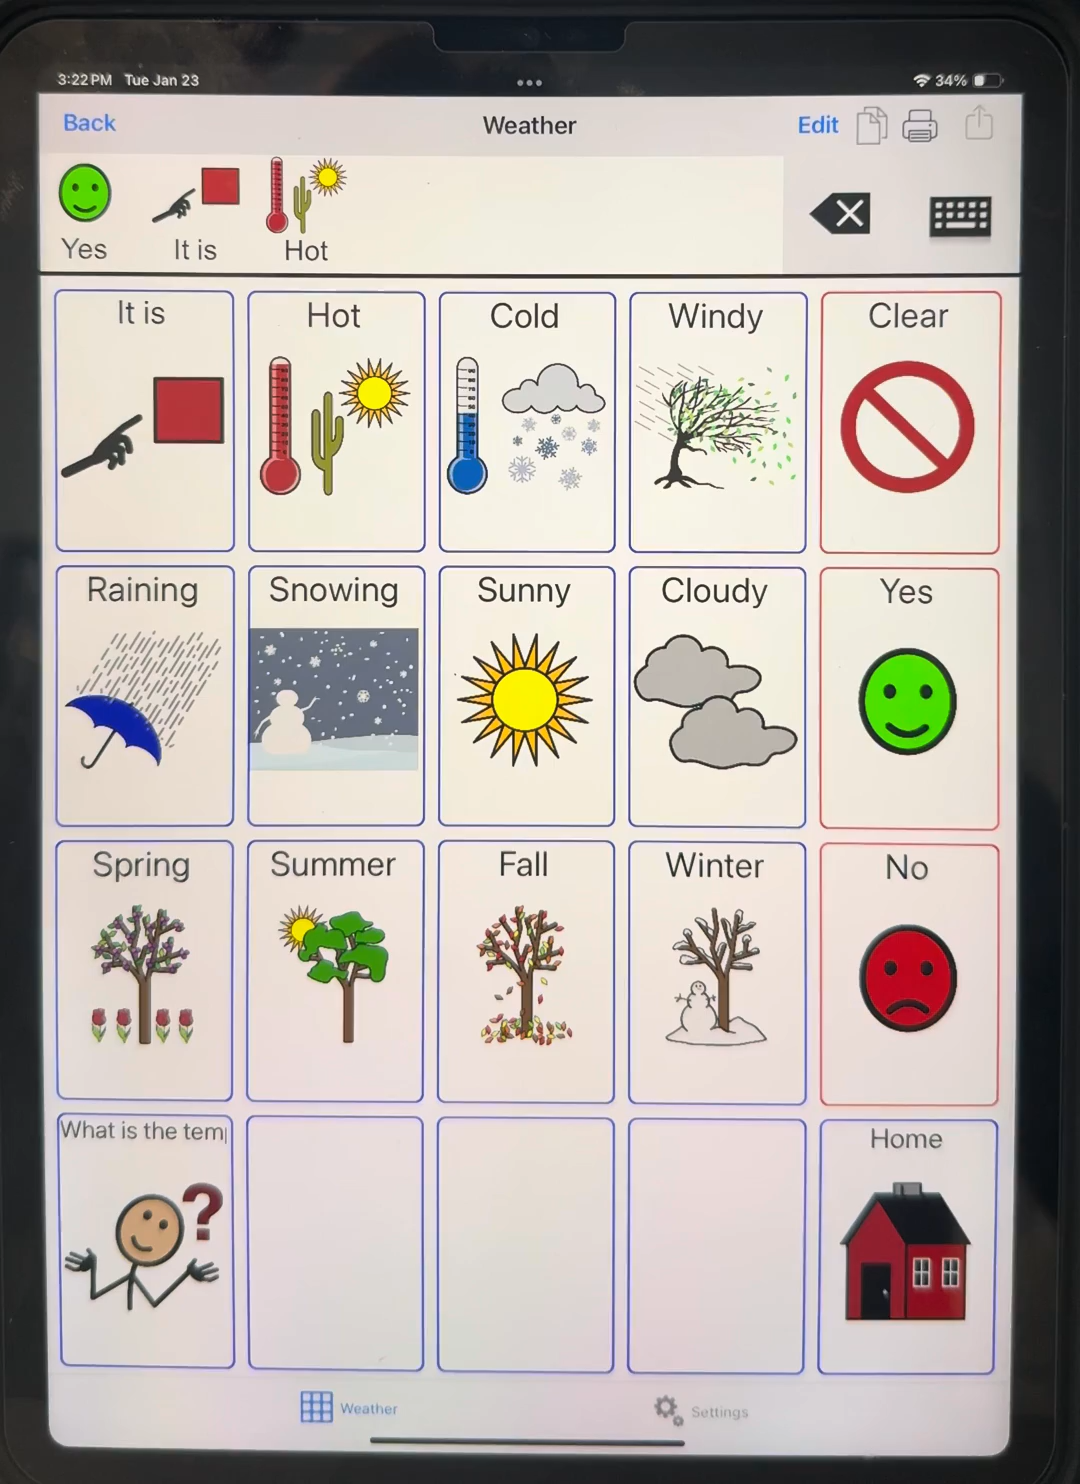 3:22 PM Tue Jan 23
34%
Back Weather Edit
Yes It is Hot
It is Hot Cold Windy Clear
Raining Snowing Sunny Cloudy Yes
Spring Summer Fall Winter No
What is the tem
?
Home
Weather Settings